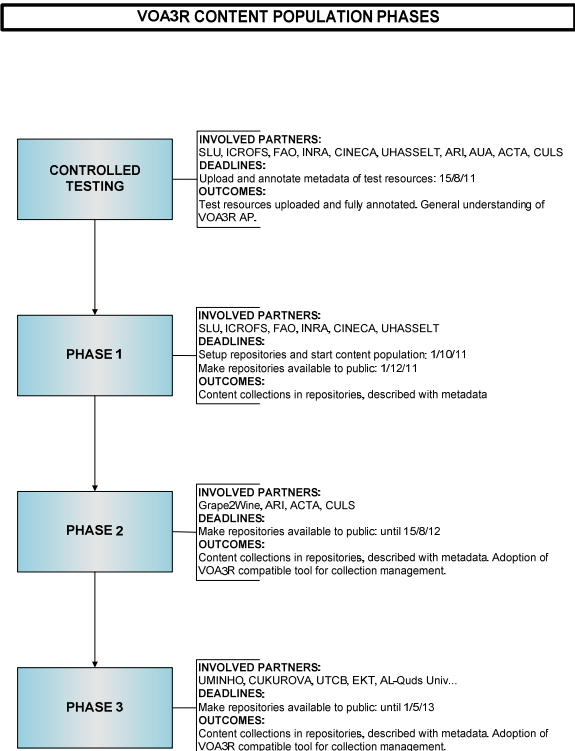 VOA3R CONTENT POPULATION PHASES
CONTROLLED
TESTING
INVOLVED PARTNERS:
SLU, ICROFS, FAO, INRA, CINECA, UHASSELT, ARI, AUA, ACTA, CULS
DEADLINES:
Upload and annotate metadata of test resources: 15/8/11
OUTCOMES:
Test resources uploaded and fully annotated. General understanding of
VOA3R AP.
PHASE 1
INVOLVED PARTNERS:
SLU, ICROFS, FAO, INRA, CINECA, UHASSELT
DEADLINES:
Setup repositories and start content population: 1/10/11
Make repositories available to public: 1/12/11
OUTCOMES:
Content collections in repositories, described with metadata
PHASE 2
INVOLVED PARTNERS:
Grape2Wine, ARI, ACTA, CULS
DEADLINES:
Make repositories available to public: until 15/8/12
OUTCOMES:
Content collections in repositories, described with metadata. Adoption of
VOA3R compatible tool for collection management.
PHASE 3
INVOLVED PARTNERS:
UMINHO, CUKUROVA, UTCB, EKT, AL-Quds Univ...
DEADLINES:
Make repositories available to public: until 1/5/13
OUTCOMES:
Content collections in repositories, described with metadata. Adoption of
VOA3R compatible tool for collection management.